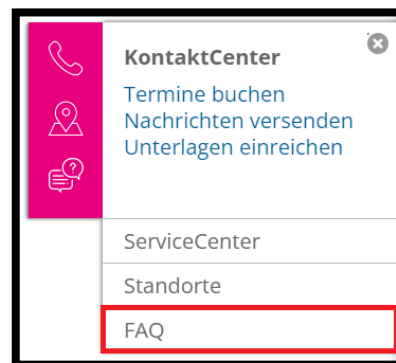 KontaktCenter
Termine buchen
Nachrichten versenden
Unterlagen einreichen
ServiceCenter
Standorte
FAQ